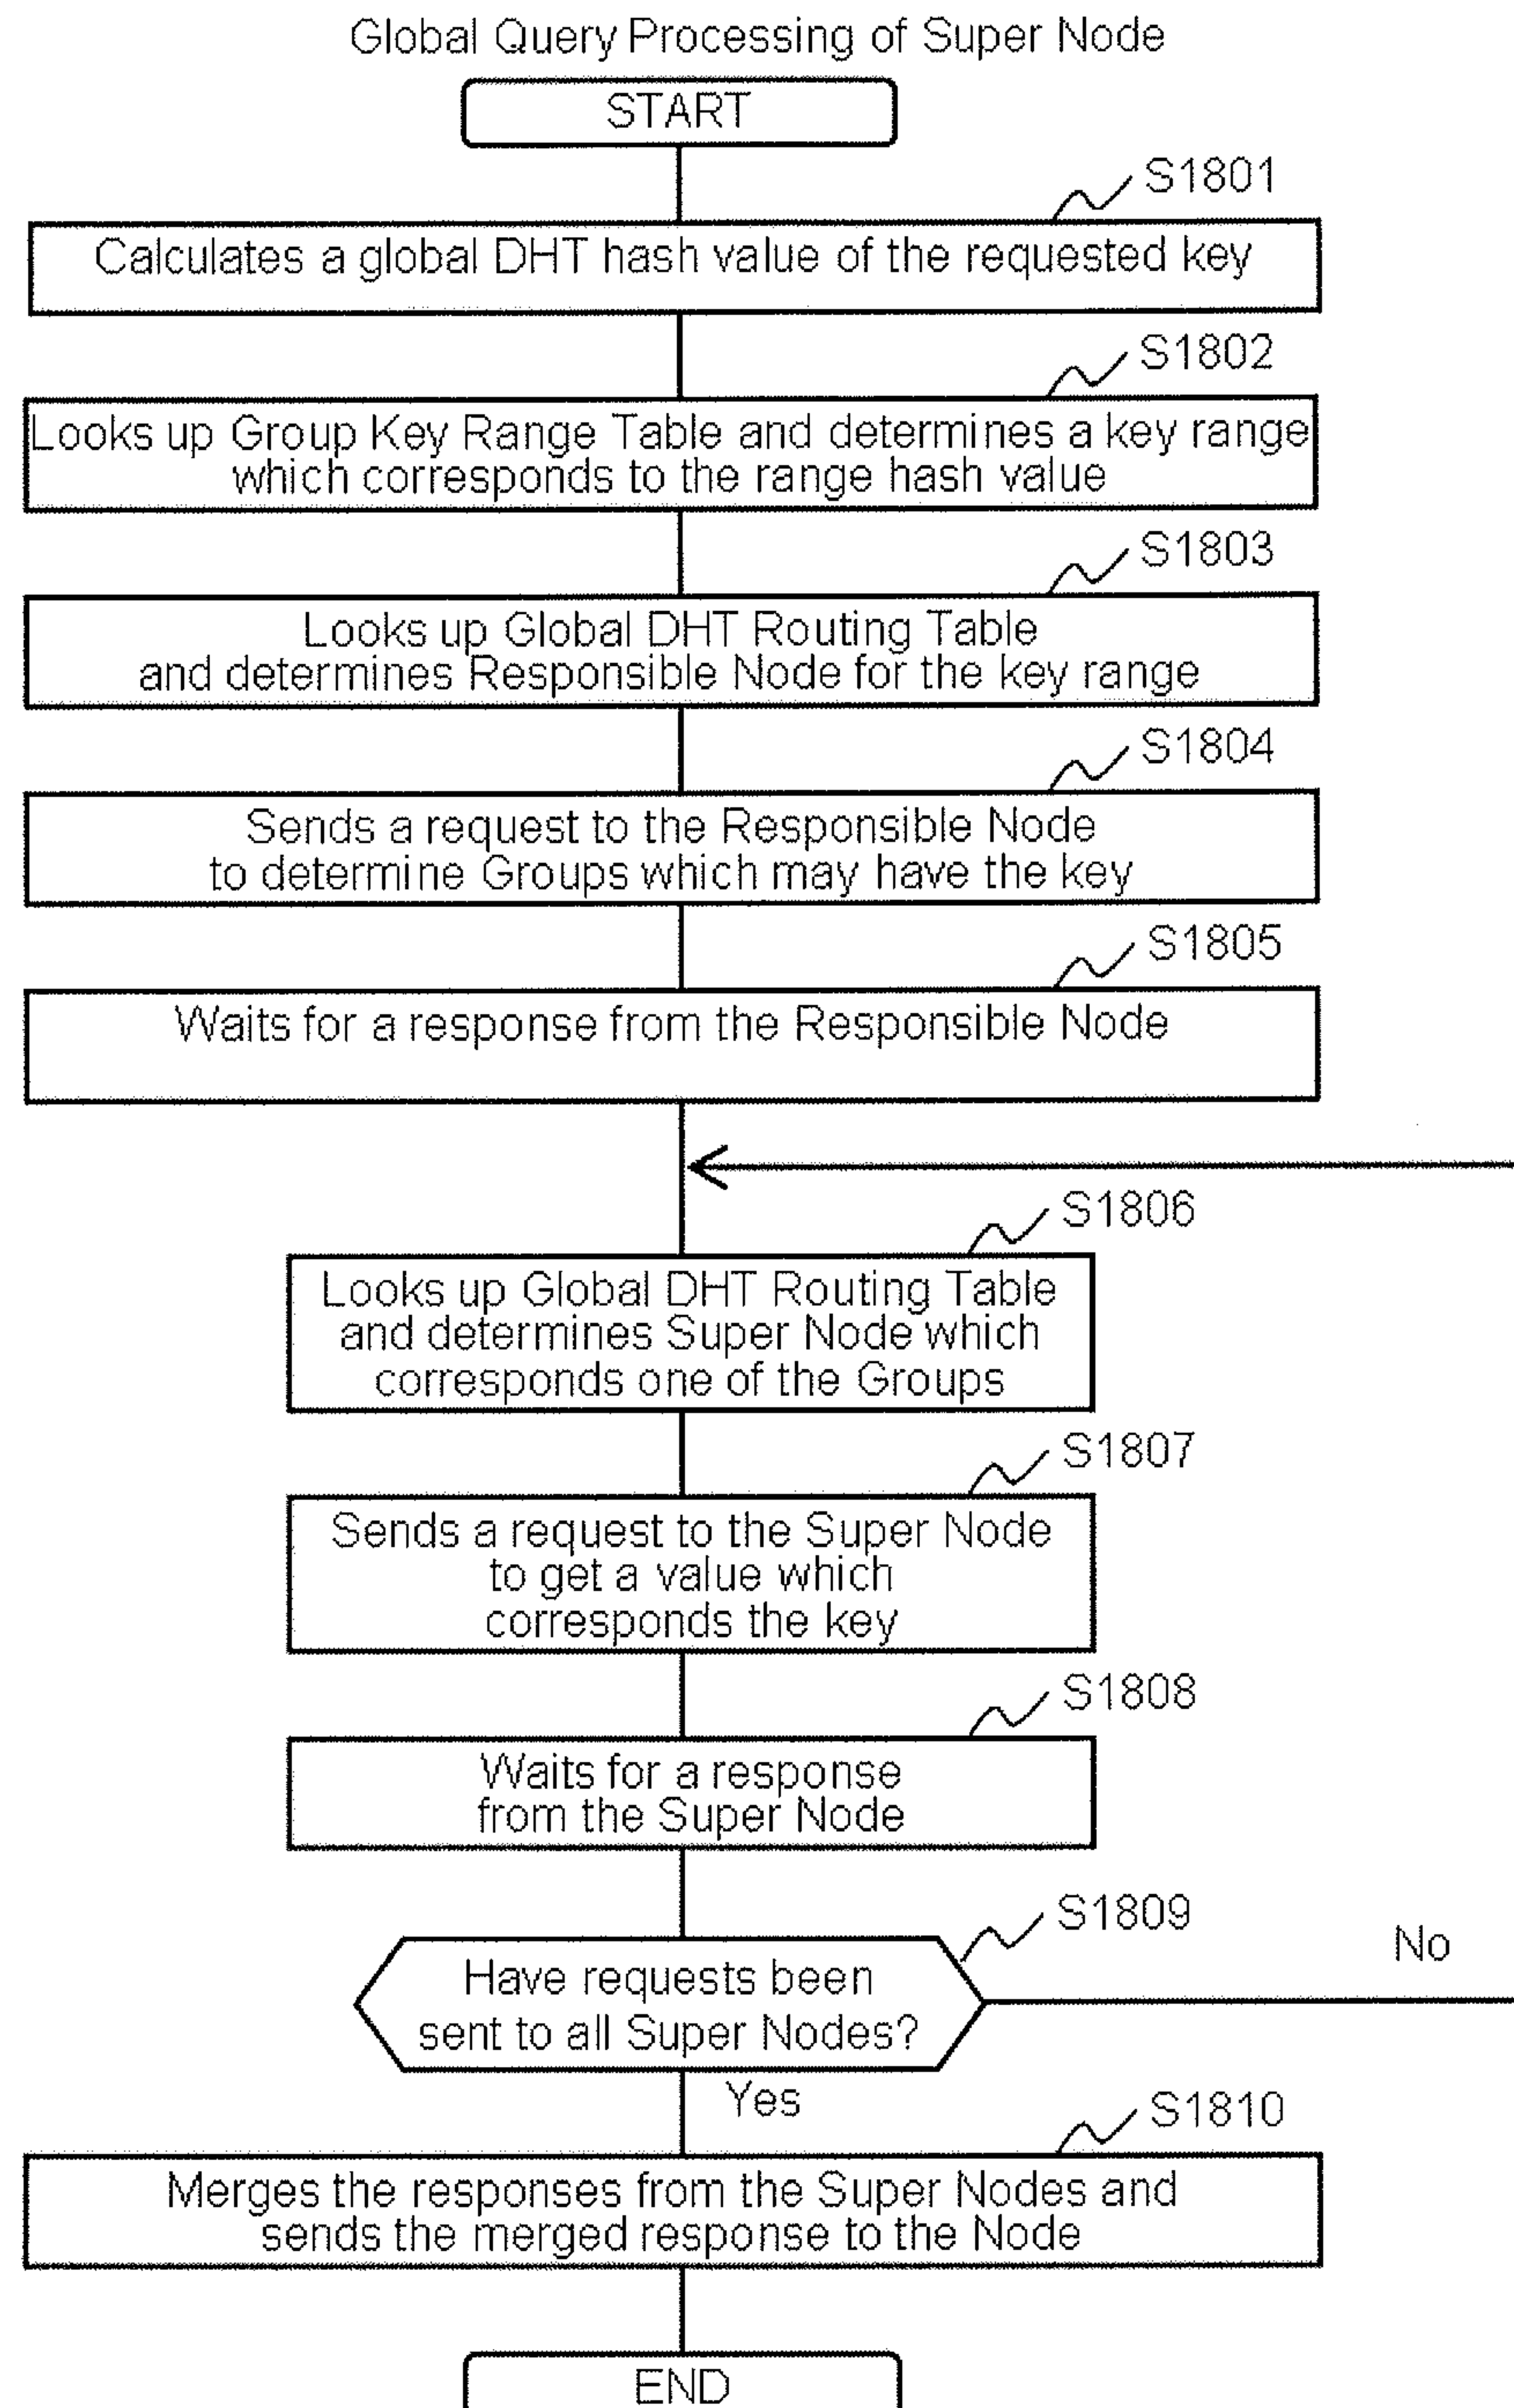 Global Query Processing of Super Node
START
S1801
Calculates a global DHT hash value of the requested key
S1802
Looks up Group Key Range Table and determines a key range
which corresponds to the range hash value
S1803
Looks up Global DHT Routing Table
and determines Responsible Node for the key range
S1804
Sends a request to the Responsible Node
to determine Groups which may have the key
S1805
Waits for a response from the Responsible Node
S1806
Looks up Global DHT Routing Table
and determines Super Node which
corresponds one of the Groups
S1807
Sends a request to the Super Node
to get a value which
corresponds the key
S1808
Waits for a response
from the Super Node
S1809
Have requests been
sent to all Super Nodes?
No
Yes
S1810
Merges the responses from the Super Nodes and
sends the merged response to the Node
END